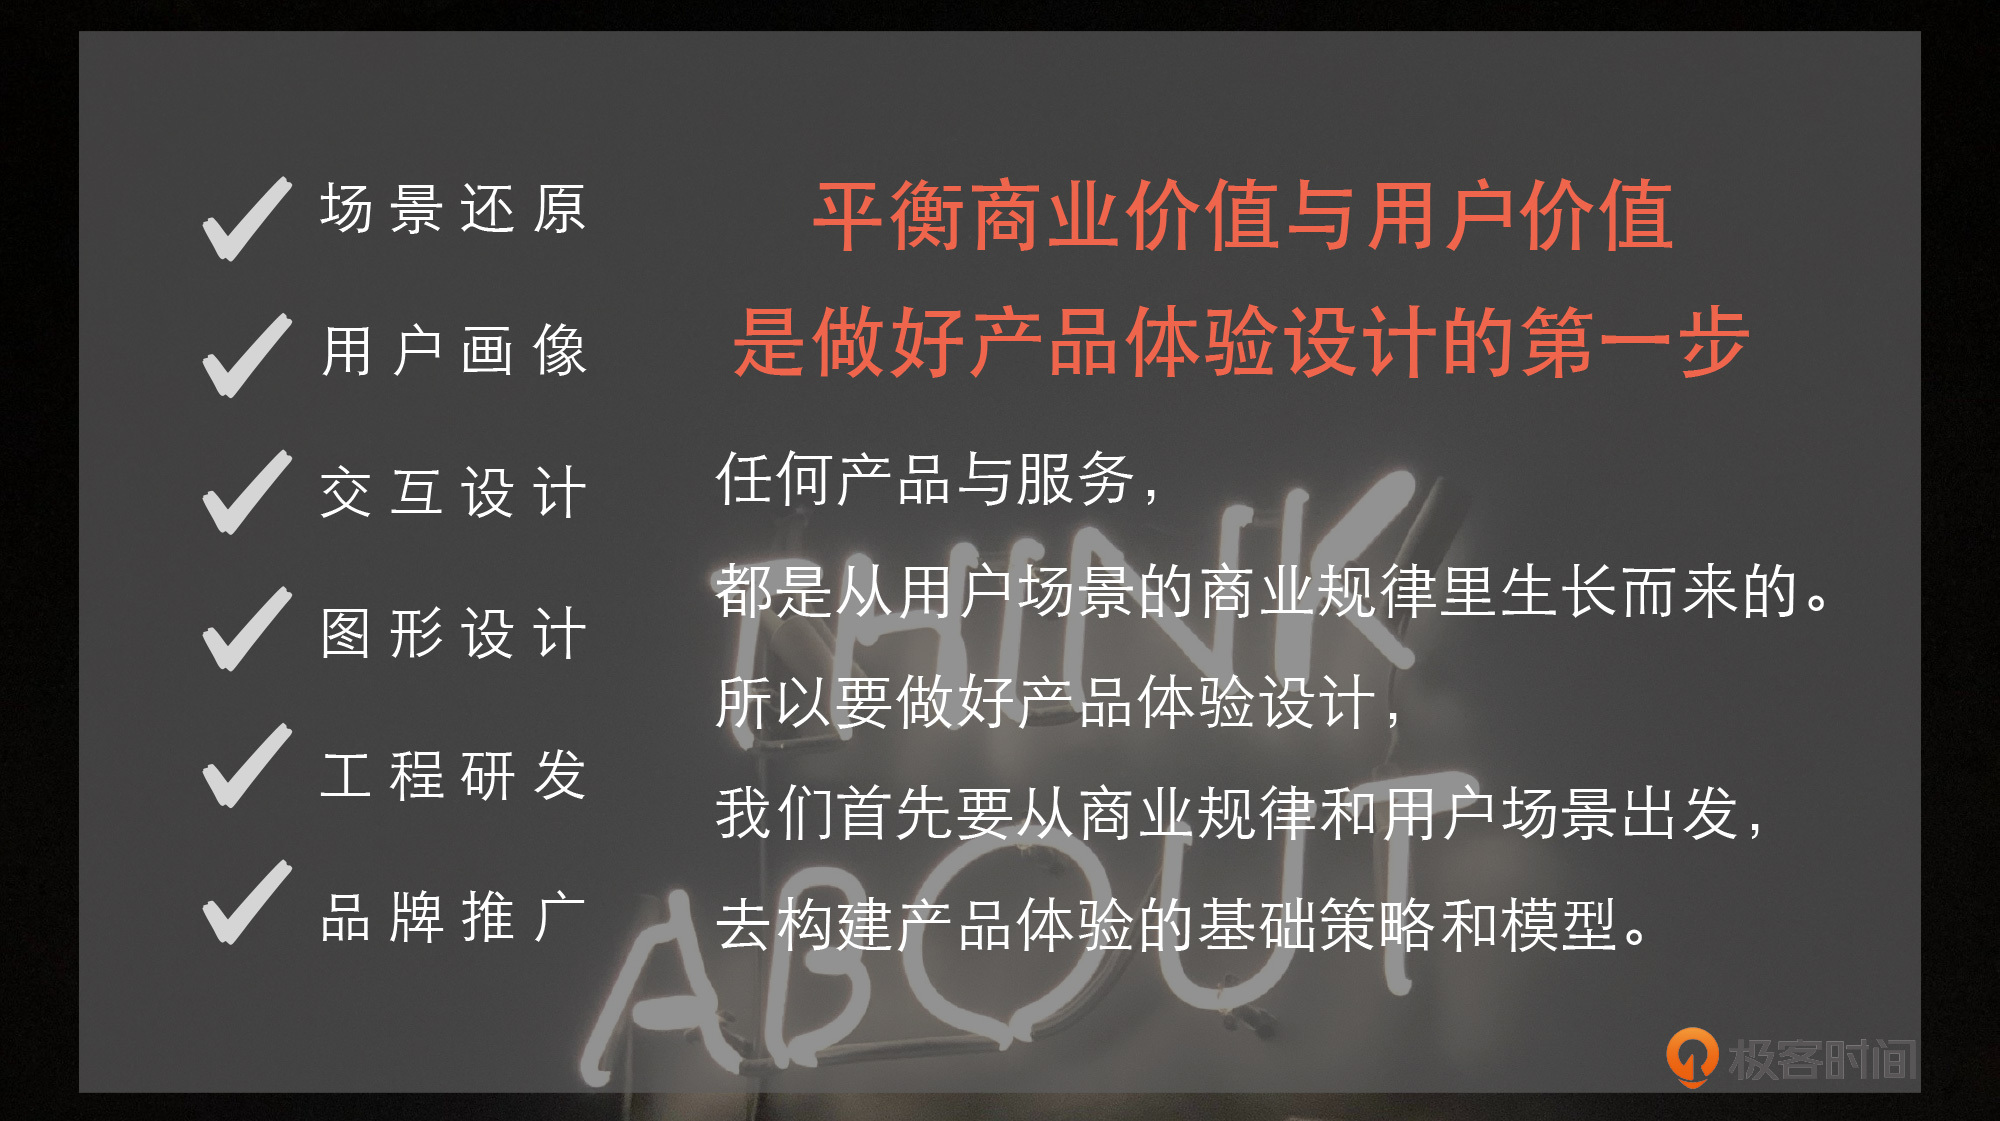 场景还原
用户画像
交互设计
图形设计
工程研发
品牌推广
平衡商业价值与用户价值
是做好产品体验设计的第一步
任何产品与服务，
都是从用户场景的商业规律里生长而来的。
所以要做好产品体验设计，
我们首先要从商业规律和用户场景出发，
去构建产品体验的基础策略和模型。
THINK
ABOUT
极客时间